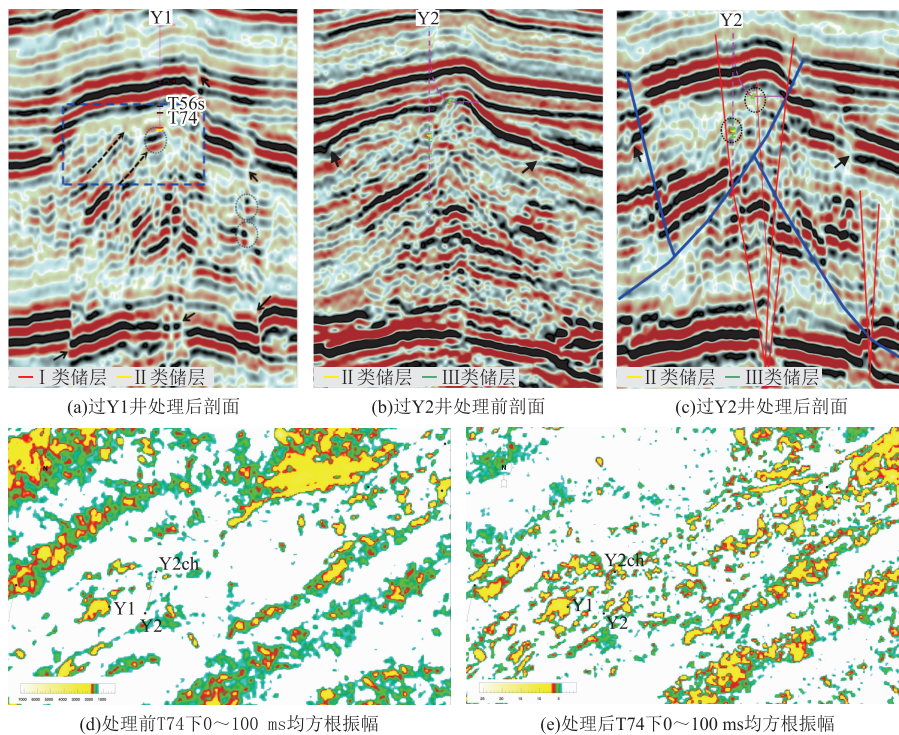 Y1
T56s
T74
I 类储层 II类储层
(a)过Y1井处理后剖面
Y2
II类储层 III类储层
(b)过Y2井处理前剖面
Y2
II类储层 III类储层
(c)过Y2井处理后剖面
N
Y2ch
Y1
Y2
(d)处理前T74下0～100 ms均方根振幅
N
Y2ch
Y1
Y2
(e)处理后T74下0～100 ms均方根振幅